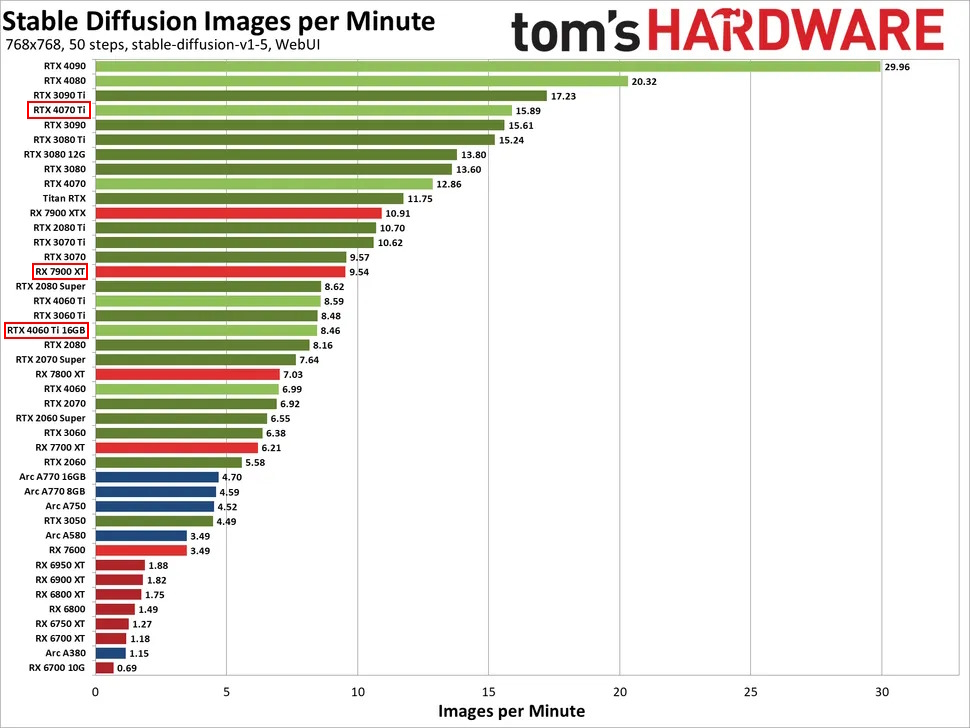 Stable Diffusion Images per Minute
768x768, 50 steps, stable-diffusion-v1-5, WebUI
tom's HARDWARE
RTX 4090 29.96
RTX 4080 20.32
RTX 3090 Ti 17.23
RTX 4070 Ti 15.89
RTX 3090 15.61
RTX 3080 Ti 15.24
RTX 3080 12G 13.80
RTX 3080 13.60
RTX 4070 12.86
Titan RTX 11.75
RX 7900 XTX 10.91
RTX 2080 Ti 10.70
RTX 3070 Ti 10.62
RTX 3070 9.57
RX 7900 XT 9.54
RTX 2080 Super 8.62
RTX 4060 Ti 8.59
RTX 3060 Ti 8.48
RTX 4060 Ti 16GB 8.46
RTX 2080 8.16
RTX 2070 Super 7.64
RX 7800 XT 7.03
RTX 4060 6.99
RTX 2070 6.92
RTX 2060 Super 6.55
RTX 3060 6.38
RX 7700 XT 6.21
RTX 2060 5.58
Arc A770 16GB 4.70
Arc A770 8GB 4.59
Arc A750 4.52
RTX 3050 4.49
Arc A580 3.49
RX 7600 3.49
RX 6950 XT 1.88
RX 6900 XT 1.82
RX 6800 XT 1.75
RX 6800 1.49
RX 6750 XT 1.27
RX 6700 XT 1.18
Arc A380 1.15
RX 6700 10G 0.69
0 5 10 15 20 25 30
Images per Minute